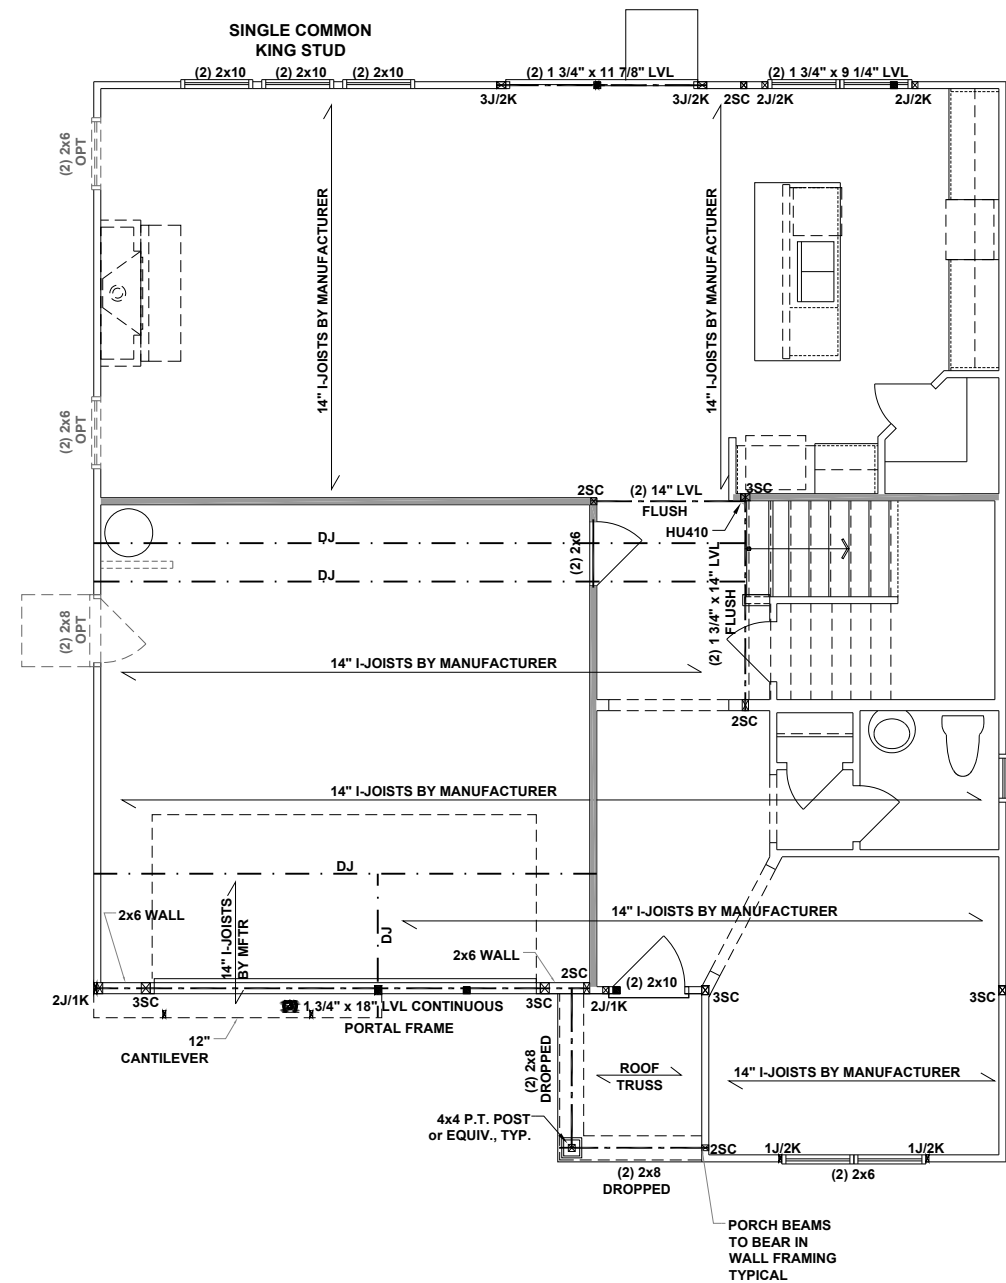 SINGLE COMMON
KING STUD
(2) 2x10
(2) 2x10
(2) 2x10
(2) 1 3/4" x 11 7/8" LVL
(2) 1 3/4" x 9 1/4" LVL
3J/2K
3J/2K
2SC
2J/2K
2J/2K
(2) 2x6
OPT
14" I-JOISTS BY MANUFACTURER
14" I-JOISTS BY MANUFACTURER
(2) 2x6
OPT
2SC
(2) 14" LVL
FLUSH
3SC
HU410
DJ
DJ
(2) 2x6
(2) 1 3/4" x 14" LVL
FLUSH
(2) 2x8
OPT
14" I-JOISTS BY MANUFACTURER
2SC
14" I-JOISTS BY MANUFACTURER
DJ
14" I-JOISTS
BY MFTR
DJ
14" I-JOISTS BY MANUFACTURER
2x6 WALL
2x6 WALL
2SC
2J/1K
3SC
3SC
2J/1K
(2) 2x10
3SC
3SC
1 3/4" x 18" LVL CONTINUOUS
PORTAL FRAME
12"
CANTILEVER
(2) 2x8
DROPPED
ROOF
TRUSS
14" I-JOISTS BY MANUFACTURER
4x4 P.T. POST
or EQUIV., TYP.
2SC
1J/2K
1J/2K
(2) 2x8
DROPPED
(2) 2x6
PORCH BEAMS
TO BEAR IN
WALL FRAMING
TYPICAL